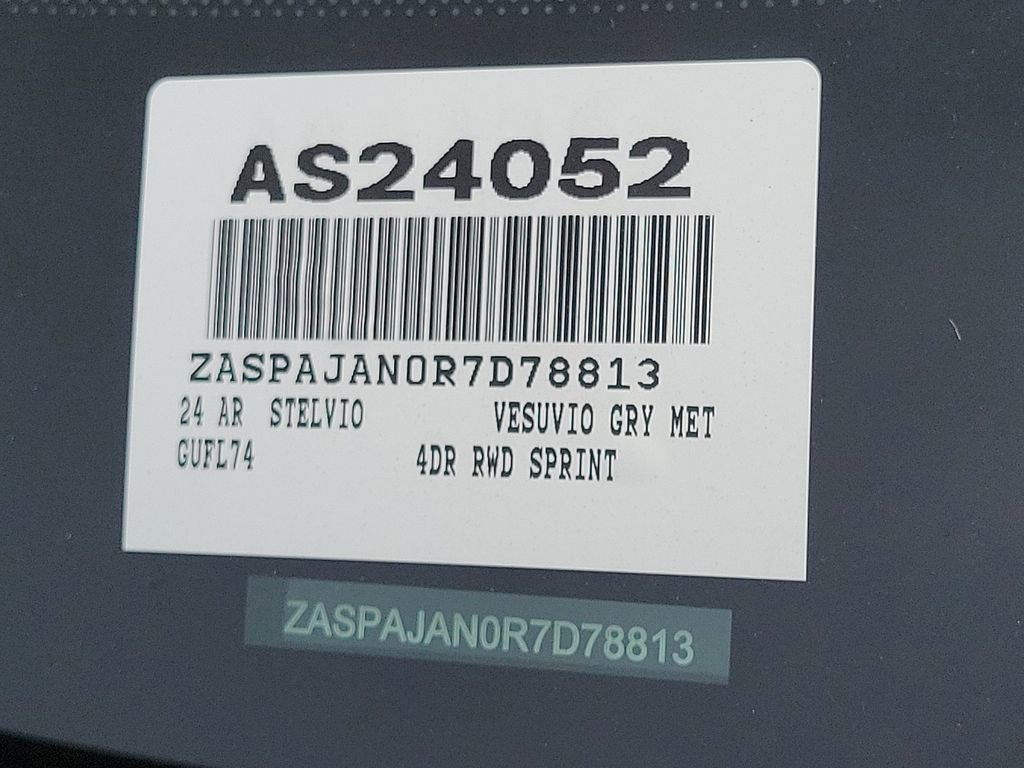 AS24052
ZASPAJAN0R7D78813
24 AR STELVIO VESUVIO GRY MET
GUFL74 4DR RWD SPRINT
ZASPAJAN0R7D78813